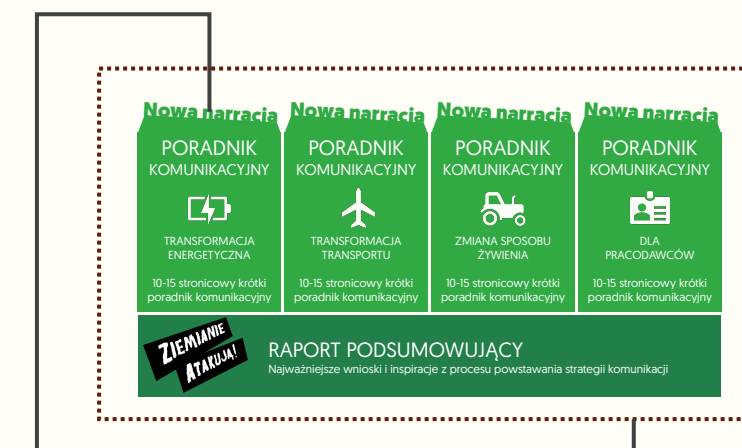 Nowa narracja
PORADNIK
KOMUNIKACYJNY
TRANSFORMACJA
ENERGETYCZNA
10-15 stronicowy krótki
poradnik komunikacyjny
Nowa narracja
PORADNIK
KOMUNIKACYJNY
TRANSFORMACJA
TRANSPORTU
10-15 stronicowy krótki
poradnik komunikacyjny
Nowa narracja
PORADNIK
KOMUNIKACYJNY
ZMIANA SPOSOBU
ŻYWIENIA
10-15 stronicowy krótki
poradnik komunikacyjny
Nowa narracja
PORADNIK
KOMUNIKACYJNY
DLA
PRACODAWCÓW
10-15 stronicowy krótki
poradnik komunikacyjny
ZIEMIANIE
ATAKUJĄ!
RAPORT PODSUMOWUJĄCY
Najważniejsze wnioski i inspiracje z procesu powstawania strategii komunikacji